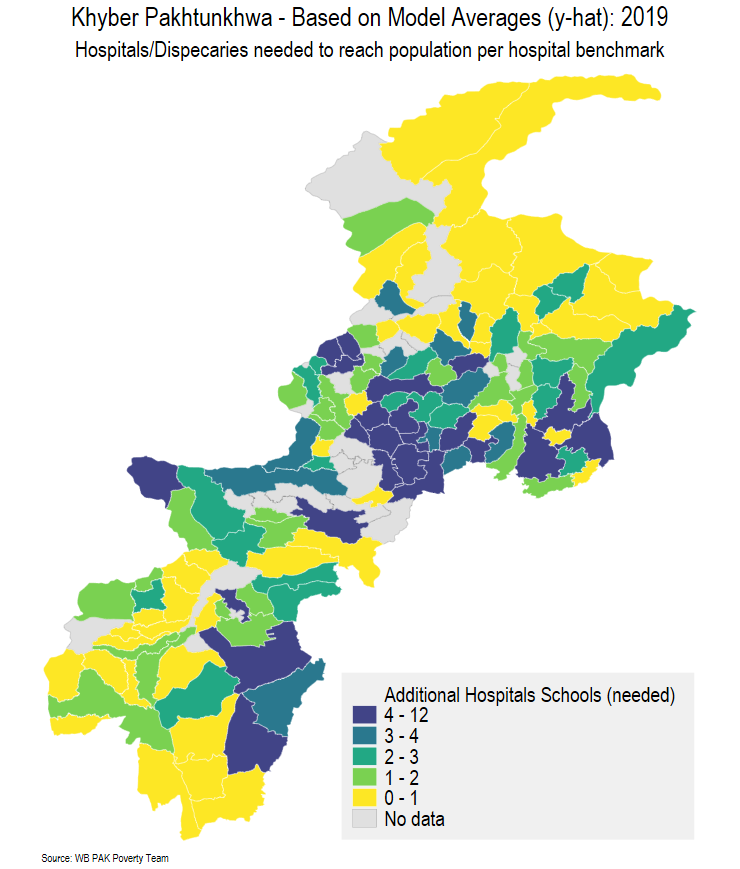 Khyber Pakhtunkhwa - Based on Model Averages (y-hat): 2019
Hospitals/Dispecaries needed to reach population per hospital benchmark
Additional Hospitals Schools (needed)
4 - 12
3 - 4
2 - 3
1 - 2
0 - 1
No data
Source: WB PAK Poverty Team